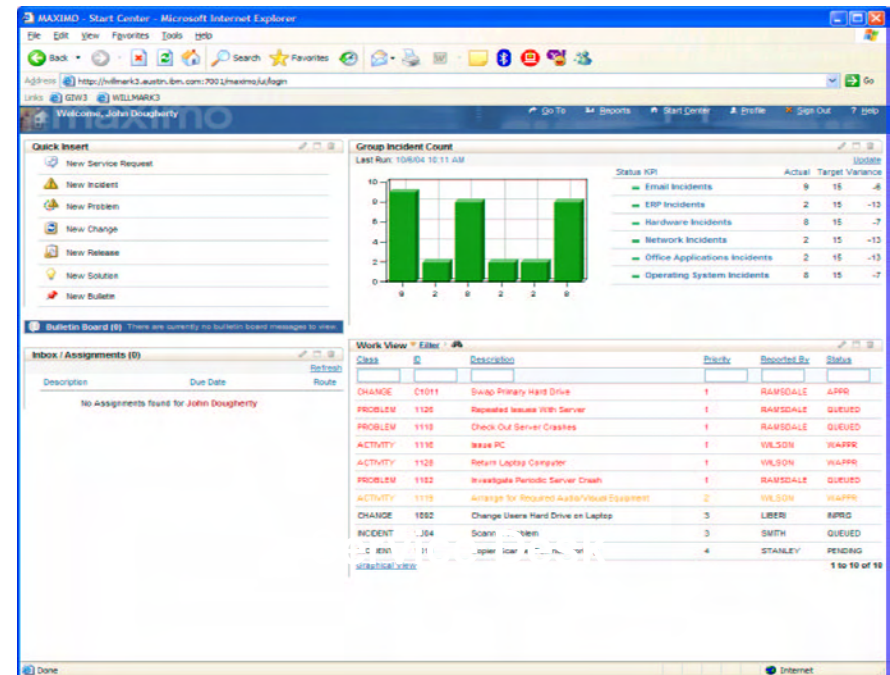 MAXIMO - Start Center - Microsoft Internet Explorer
File Edit View Favorites Tools Help
Back Search Favorites
Address http://willmark3.austin.ibm.com:7001/maximo/ui/login Go
Links GIW3 WILLMARK3
maximo
Welcome, John Dougherty Go To Reports Start Center Profile Sign Out Help
Quick Insert
New Service Request
New Incident
New Problem
New Change
New Release
New Solution
New Bulletin
Bulletin Board (0) There are currently no bulletin board messages to view.
Inbox / Assignments (0)
Refresh
Description Due Date Route
No Assignments found for John Dougherty
Group Incident Count
Last Run: 10/6/04 10:11 AM Update
Status KPI Actual Target Variance
Email Incidents 9 15 -6
ERP Incidents 2 15 -13
Hardware Incidents 8 15 -7
Network Incidents 2 15 -13
Office Applications Incidents 2 15 -13
Operating System Incidents 8 15 -7
10
8
6
4
2
0
9 2 8 2 2 8
Work View Filter
Class ID Description Priority Reported By Status
CHANGE C1011 Swap Primary Hard Drive 1 RAMSDALE APPR
PROBLEM 1126 Repeated Issues With Server 1 RAMSDALE QUEUED
PROBLEM 1118 Check Out Server Crashes 1 RAMSDALE QUEUED
ACTIVITY 1116 Issue PC 1 WILSON WAPPR
ACTIVITY 1128 Return Laptop Computer 1 WILSON WAPPR
PROBLEM 1182 Investigate Periodic Server Crash 1 RAMSDALE QUEUED
ACTIVITY 1115 Arrange for Required Audio/Visual Equipment 2 WILSON WAPPR
CHANGE 1002 Change Users Hard Drive on Laptop 3 LIBERI INPRG
INCIDENT 3 SMITH QUEUED
4 STANLEY PENDING
Graphical view 1 to 10 of 10
Done Internet